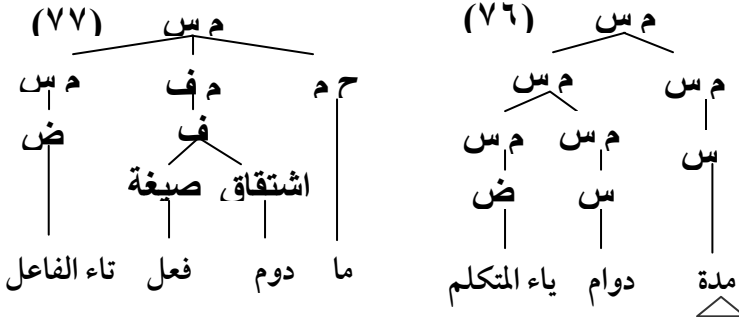 (٧٦) م س (٧٧) م س
م س م س ح م م ف م س
م س م س س ف ض
س ض اشتقاق صيغة
مدة دوام ياء المتكلم ما دوم فعل تاء الفاعل